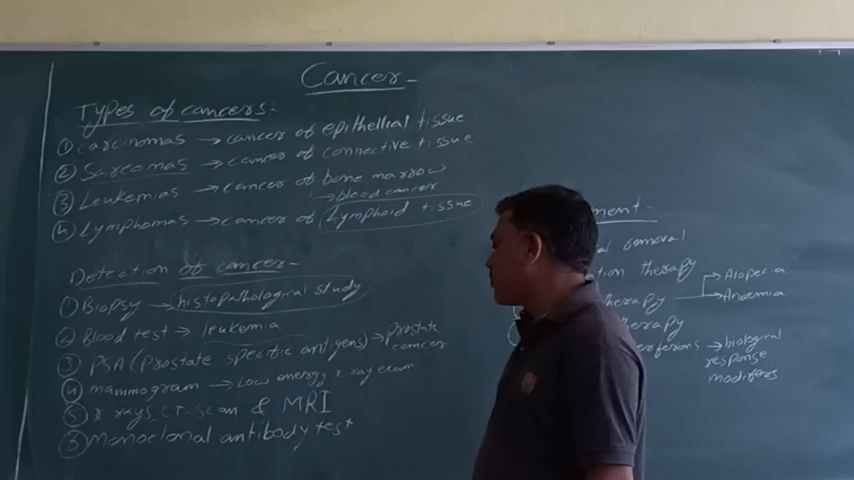 Cancer-
Types of cancers:-
① Carcinomas → cancer of epithellial tissue
② Sarcomas → cancer of connective tissue
③ Leukemias → cancer of bone marrow
→ blood cancer
④ Lymphomas → cancer of Lymphoid tissue
Detection of cancer-
① Biopsy → histopathological study
② Blood test → leukemia
③ PSA (Prostate specific antigens) → prostate
cancer
④ mammogram → Low energy x ray exam
⑤ X-rays, CT-Scan & MRI
⑥ Monoclonal antibody test
ment-
al removal
ation therapy
herapy → Alopecia
→ Anaemia
therapy
erferons → biological
response
modifers